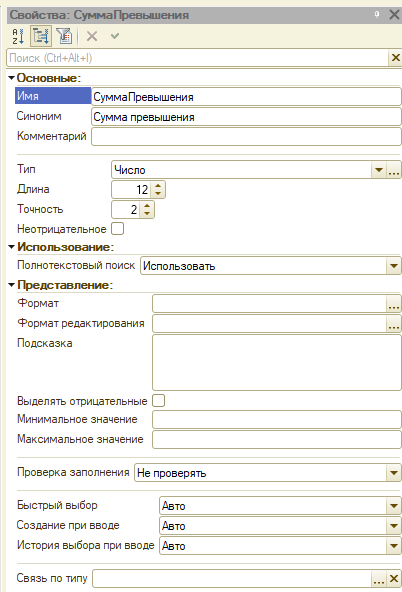 Свойства: СуммаПревышения
Поиск (Ctrl+Alt+I)
Основные:
Имя СуммаПревышения
Синоним Сумма превышения
Комментарий
Тип Число
Длина 12
Точность 2
Неотрицательное
Использование:
Полнотекстовый поиск Использовать
Представление:
Формат
Формат редактирования
Подсказка
Выделять отрицательные
Минимальное значение
Максимальное значение
Проверка заполнения Не проверять
Быстрый выбор Авто
Создание при вводе Авто
История выбора при вводе Авто
Связь по типу